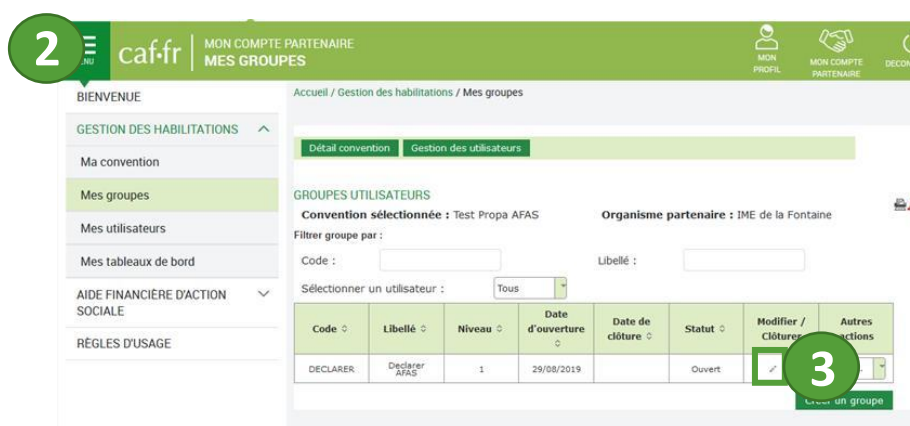 2
MENU
caf.fr
MON COMPTE PARTENAIRE
MES GROUPES
MON PROFIL
MON COMPTE PARTENAIRE
BIENVENUE
GESTION DES HABILITATIONS
Ma convention
Mes groupes
Mes utilisateurs
Mes tableaux de bord
AIDE FINANCIÈRE D'ACTION
SOCIALE
RÈGLES D'USAGE
Accueil / Gestion des habilitations / Mes groupes
Détail convention Gestion des utilisateurs
GROUPES UTILISATEURS
Convention sélectionnée : Test Propa AFAS Organisme partenaire : IME de la Fontaine
Filtrer groupe par :
Code : Libellé :
Sélectionner un utilisateur : Tous
Code Libellé Niveau Date d'ouverture Date de clôture Statut Modifier / Clôturer Autres actions
DECLARER Declarer AFAS 1 29/08/2019 Ouvert
3
Créer un groupe